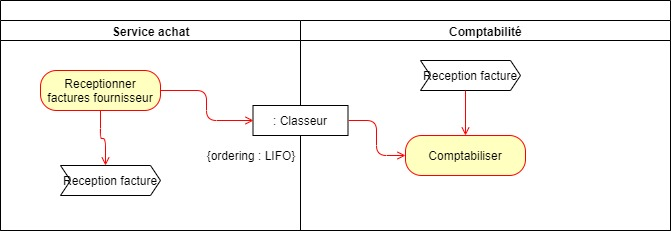 Service achat
Comptabilité
Receptionner
factures fournisseur
Reception facture
: Classeur
{ordering : LIFO}
Reception facture
Comptabiliser